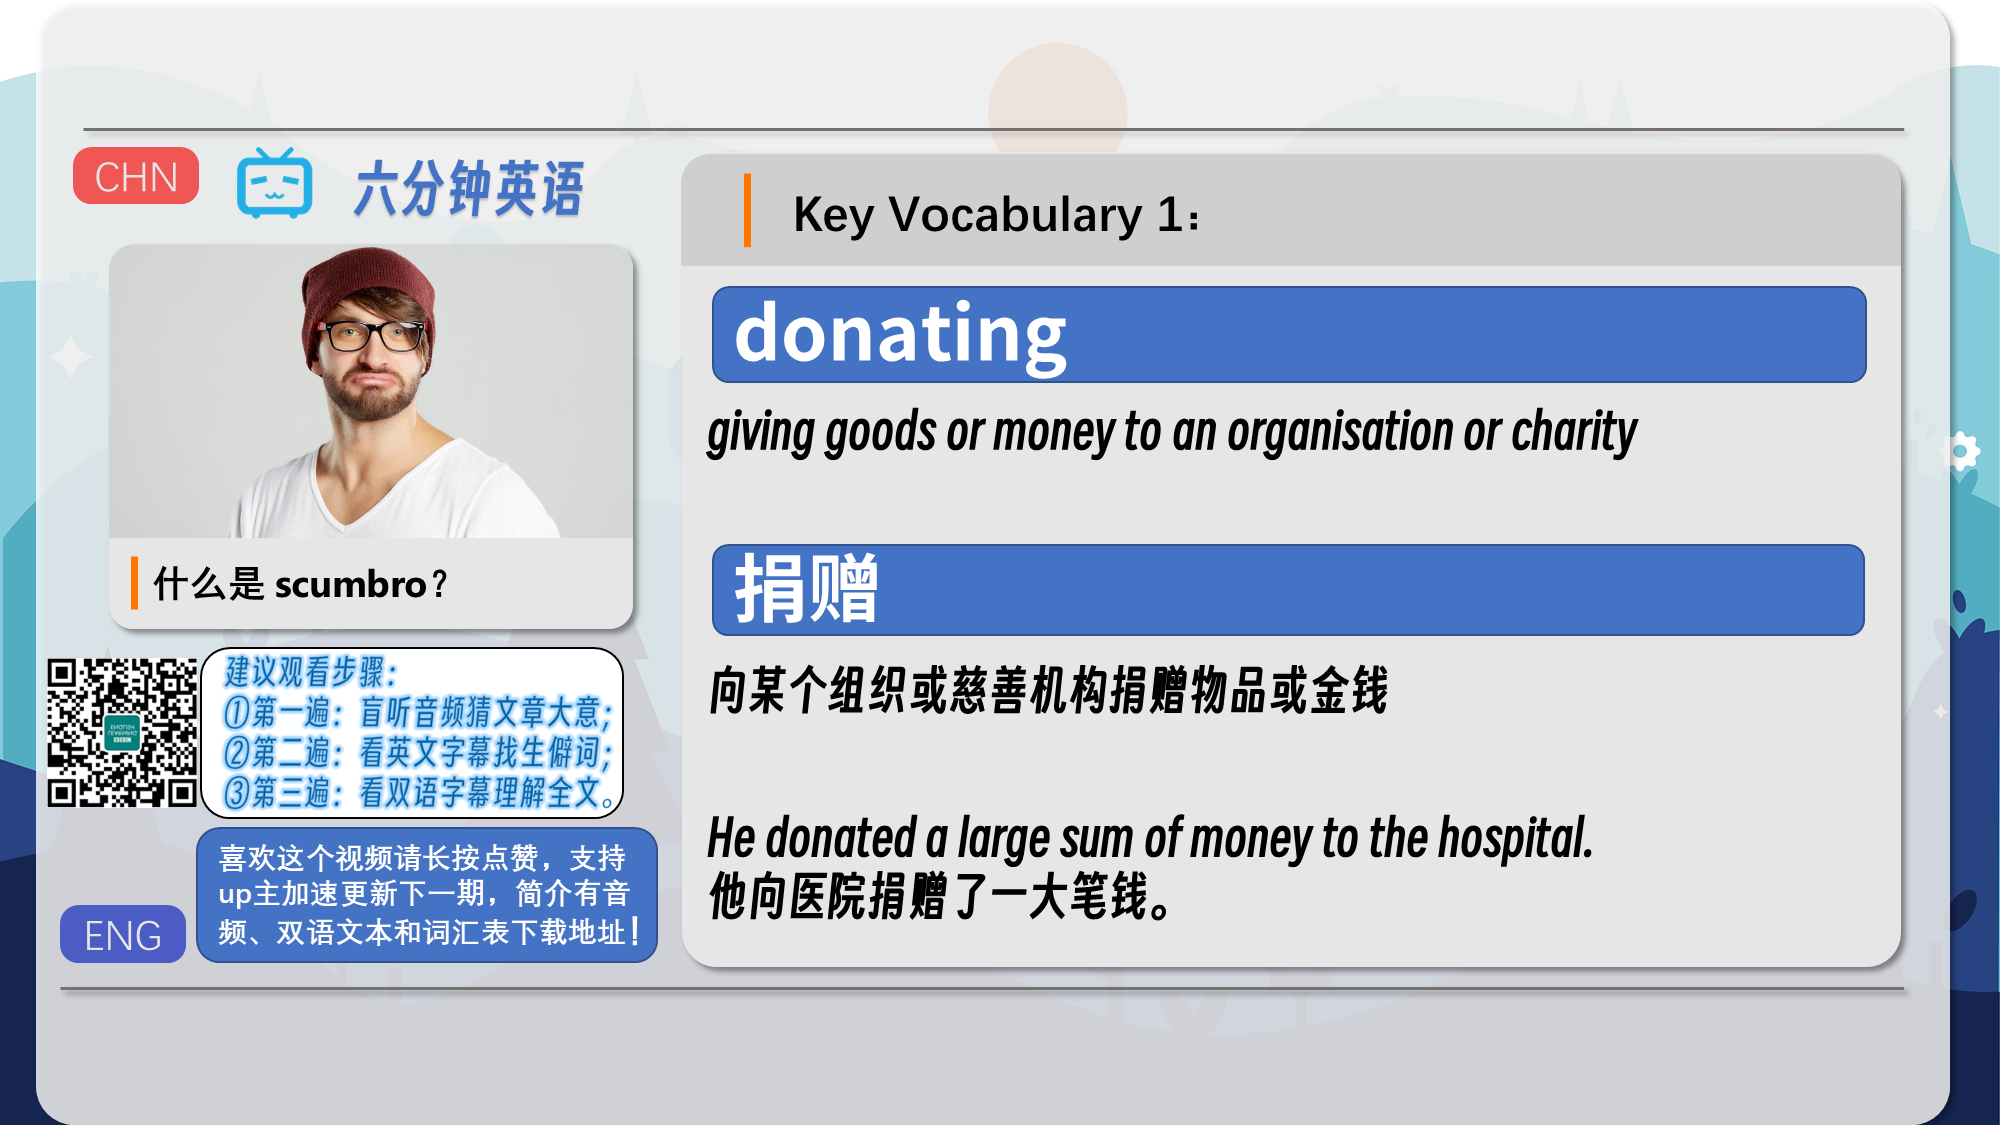 CHN
六分钟英语
什么是 scumbro?
建议观看步骤：
①第一遍：盲听音频猜文章大意；
②第二遍：看英文字幕找生僻词；
③第三遍：看双语字幕理解全文。
喜欢这个视频请长按点赞，支持
up主加速更新下一期，简介有音
频、双语文本和词汇表下载地址！
ENG
Key Vocabulary 1:
donating
giving goods or money to an organisation or charity
捐赠
向某个组织或慈善机构捐赠物品或金钱
He donated a large sum of money to the hospital.
他向医院捐赠了一大笔钱。